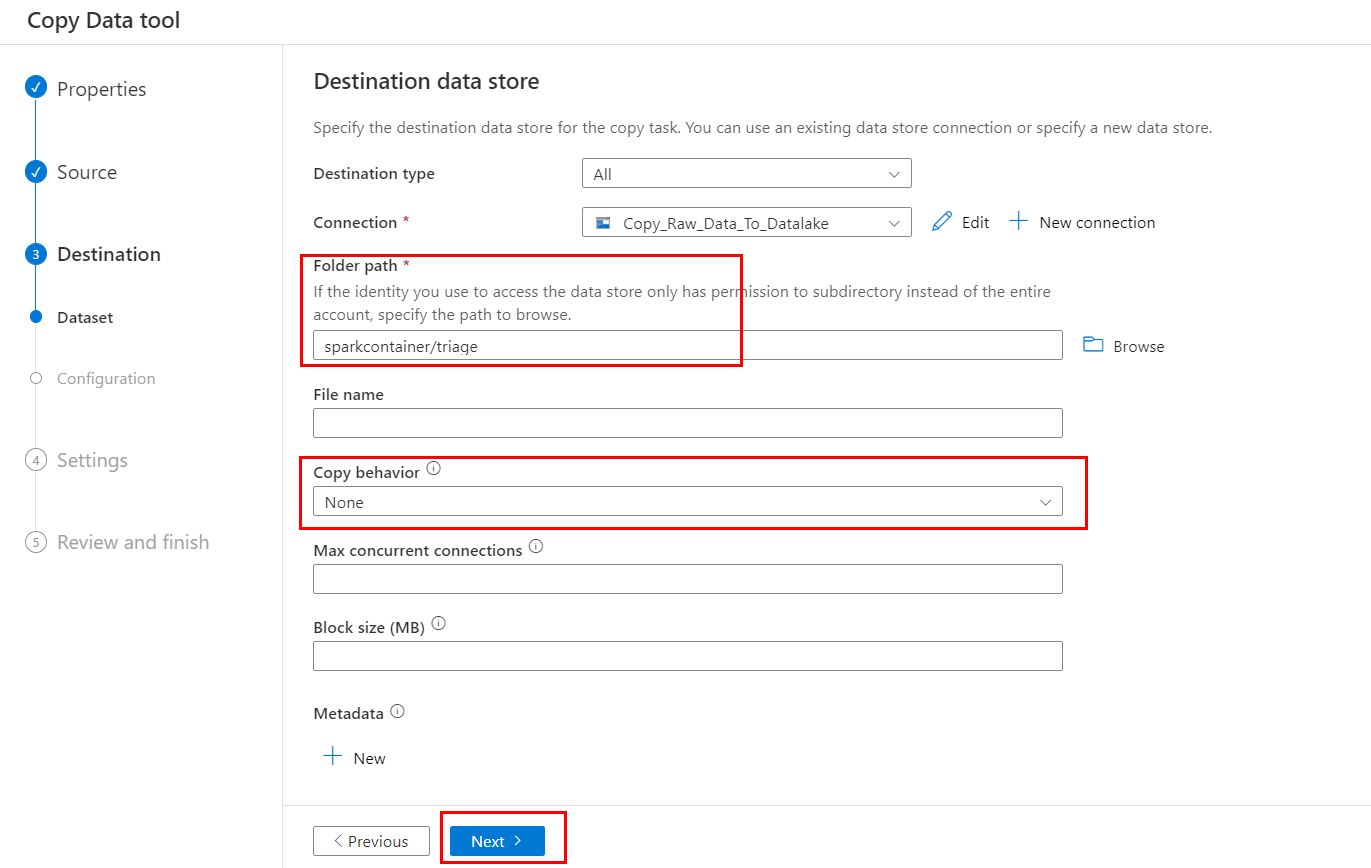 Copy Data tool
Properties
Source
3 Destination
Dataset
Configuration
4 Settings
5 Review and finish
Destination data store
Specify the destination data store for the copy task. You can use an existing data store connection or specify a new data store.
Destination type All
Connection * Copy_Raw_Data_To_Datalake Edit New connection
Folder path *
If the identity you use to access the data store only has permission to subdirectory instead of the entire
account, specify the path to browse.
sparkcontainer/triage Browse
File name
Copy behavior
None
Max concurrent connections
Block size (MB)
Metadata
New
Previous Next